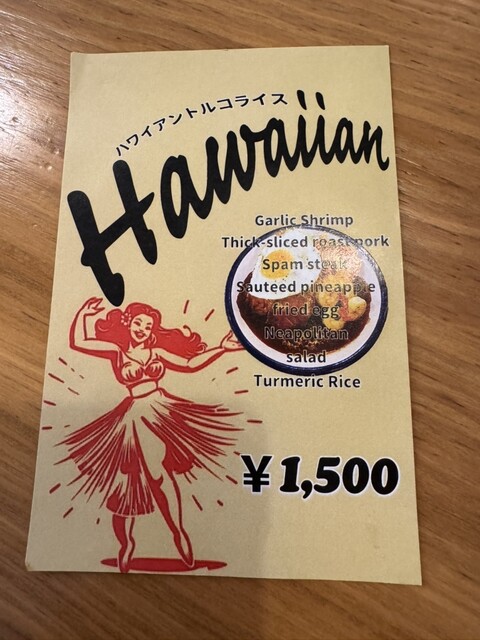 ハワイアントルコライス
Hawaiian
Garlic Shrimp
Thick-sliced roast pork
Spam steak
Sauteed pineapple
fried egg
Neapolitan
salad
Turmeric Rice
¥1,500